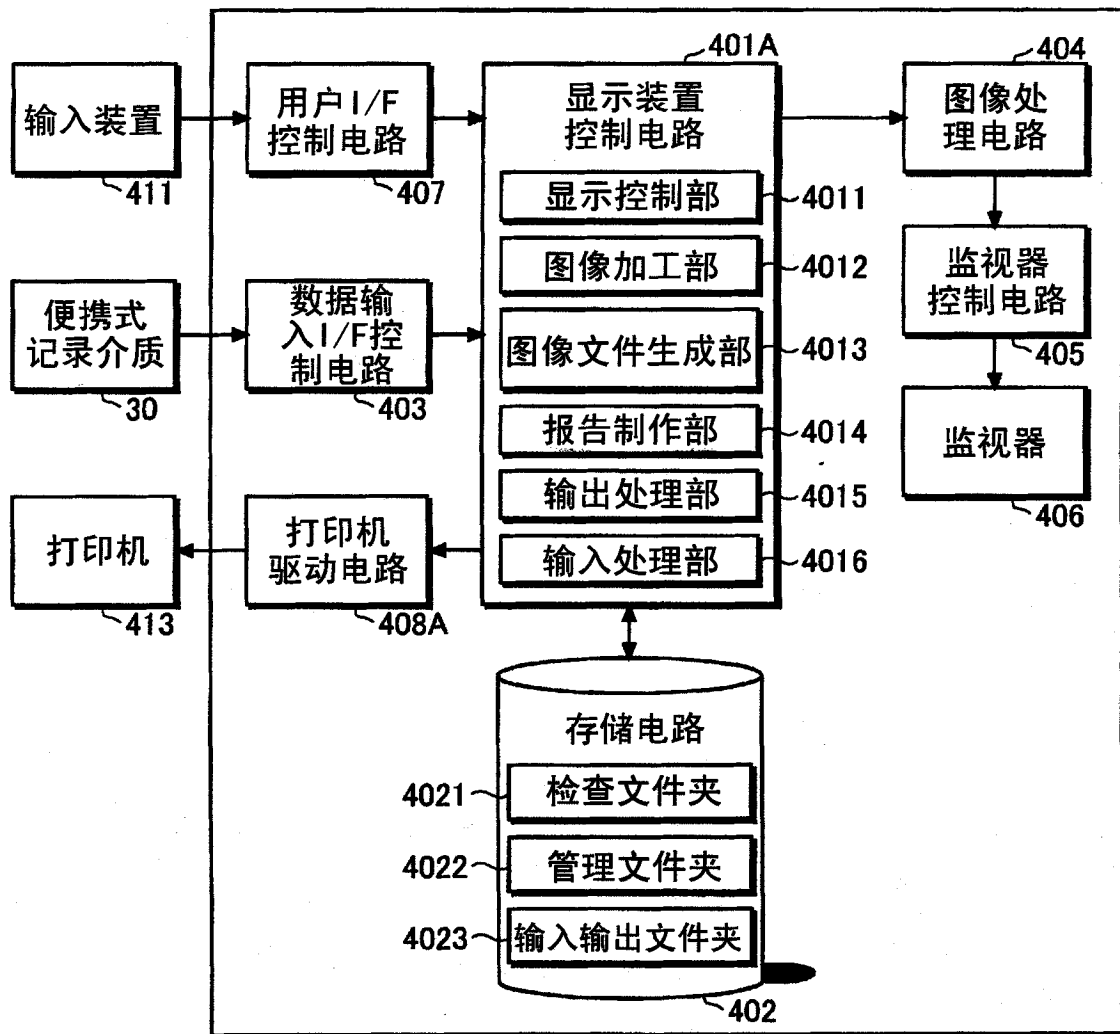 401A
404
输入装置
411
用户I/F
控制电路
407
显示装置
控制电路
图像处
理电路
显示控制部
4011
图像加工部
4012
图像文件生成部
4013
报告制作部
4014
输出处理部
4015
输入处理部
4016
便携式
记录介质
30
数据输
入I/F控
制电路
403
监视器
控制电路
405
监视器
406
打印机
413
打印机
驱动电路
408A
存储电路
4021
检查文件夹
4022
管理文件夹
4023
输入输出文件夹
402